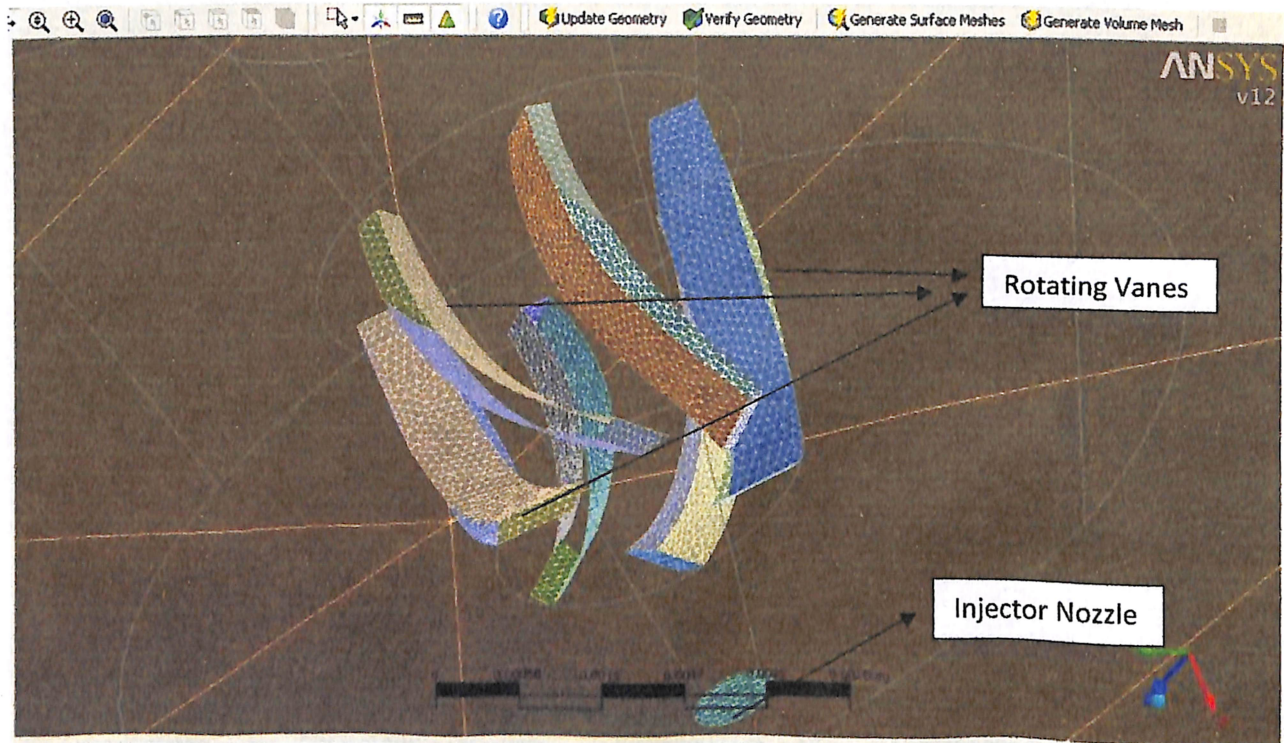 Update Geometry Verify Geometry Generate Surface Meshes Generate Volume Mesh
ANSYS
v12
Rotating Vanes
Injector Nozzle